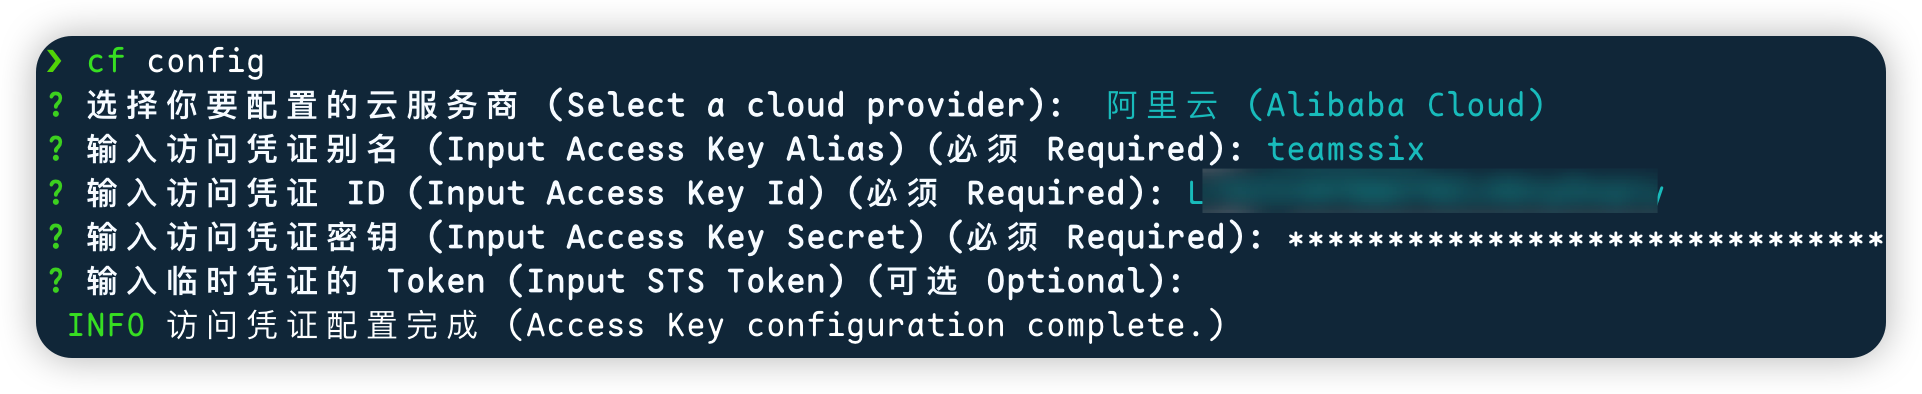 ❯ cf config
? 选择你要配置的云服务商 (Select a cloud provider): 阿里云 (Alibaba Cloud)
? 输入访问凭证别名 (Input Access Key Alias) (必须 Required): teamssix
? 输入访问凭证 ID (Input Access Key Id) (必须 Required): L
? 输入访问凭证密钥 (Input Access Key Secret) (必须 Required): ******************************
? 输入临时凭证的 Token (Input STS Token) (可选 Optional):
INFO 访问凭证配置完成 (Access Key configuration complete.)